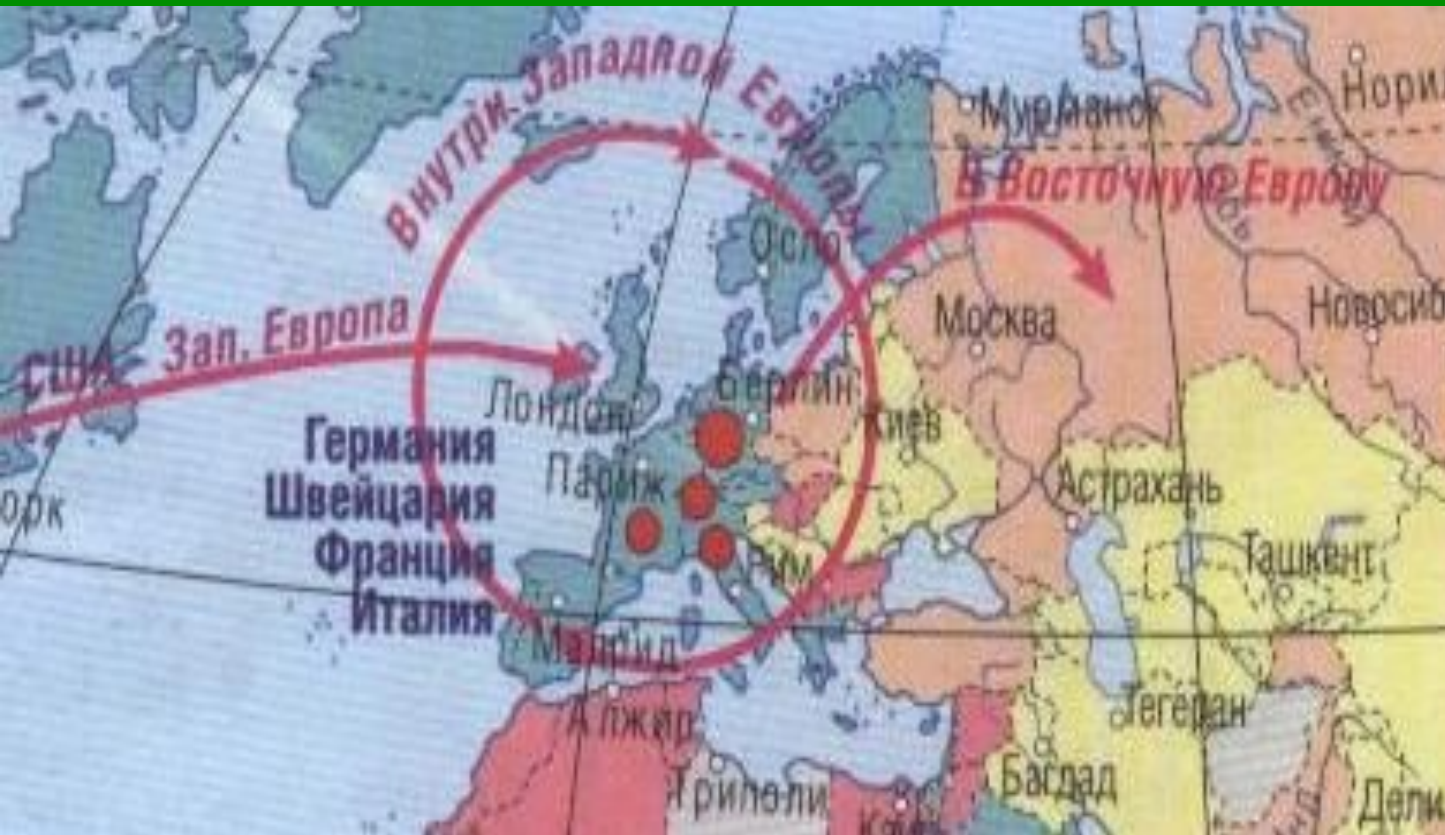 Внутри Западной Европы
Мурманск
Нори
В Восточную Европу
Осло
Москва
Новосиб
США Зап. Европа
Берлин
Лондон
Киев
Германия
Париж
Астрахань
Швейцария
орк
Франция
Рим
Ташкент
Италия
Мадрид
Алжир
Тегеран
Триполи
Багдад
Дели